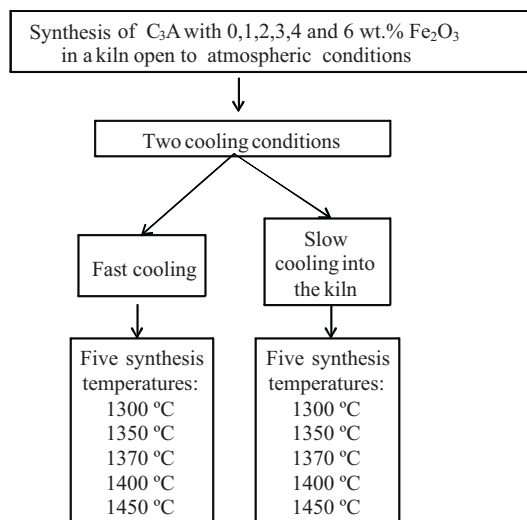 Synthesis of C₃A with 0,1,2,3,4 and 6 wt.% Fe₂O₃
in a kiln open to atmospheric conditions
Two cooling conditions
Fast cooling
Slow
cooling into
the kiln
Five synthesis
temperatures:
1300 ºC
1350 ºC
1370 ºC
1400 ºC
1450 ºC
Five synthesis
temperatures:
1300 ºC
1350 ºC
1370 ºC
1400 ºC
1450 ºC